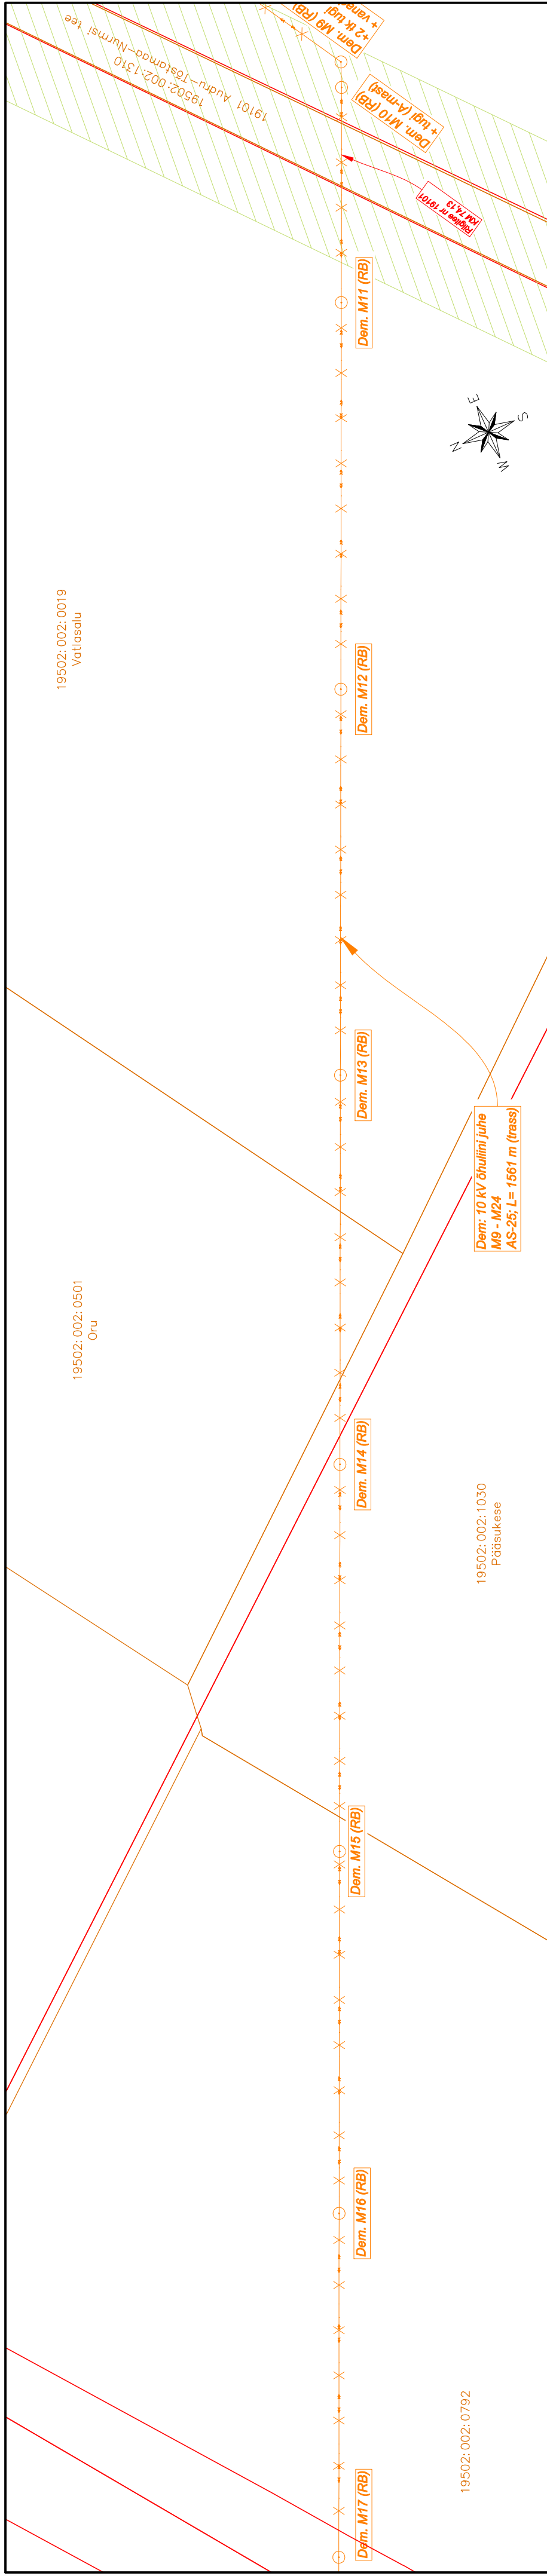 Dem. M9 (RB)
+ 2 tk tugi
Dem. M10 (RB)
+ tugi (A-mast)
19101 Audru-Tõstamaa-Nurmsi tee
19502:002:1310
Riigitee nr 19101
KM 74,13
Dem. M11 (RB)
N
E
S
W
19502:002:0019
Vatlasalu
Dem. M12 (RB)
Dem. M13 (RB)
Dem: 10 kV õhuliini juhe
M9 - M24
AS-25; L= 1561 m (trass)
19502:002:0501
Oru
Dem. M14 (RB)
19502:002:1030
Pääsukese
Dem. M15 (RB)
Dem. M16 (RB)
19502:002:0792
Dem. M17 (RB)